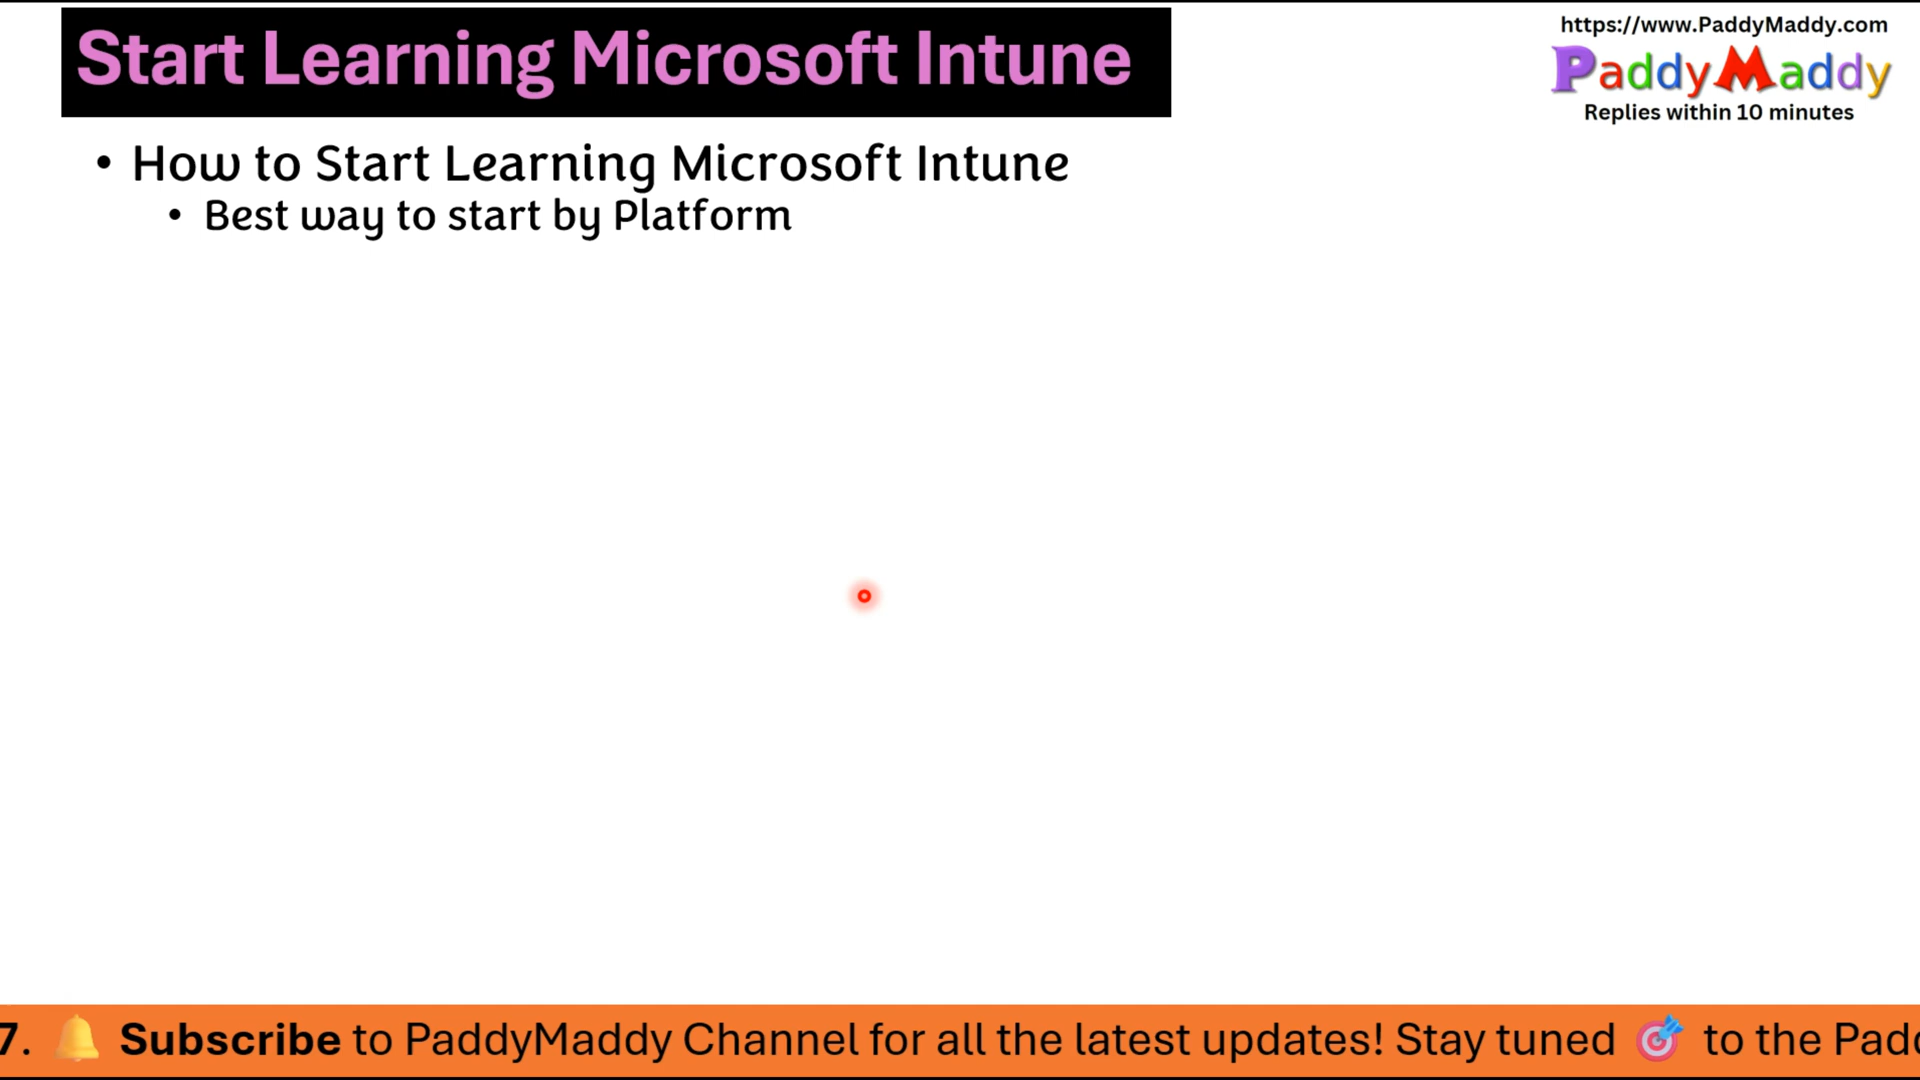 Start Learning Microsoft Intune
https://www.PaddyMaddy.com
PaddyMaddy
Replies within 10 minutes
• How to Start Learning Microsoft Intune
• Best way to start by Platform
7. 🔔 Subscribe to PaddyMaddy Channel for all the latest updates! Stay tuned 🎯 to the Padd